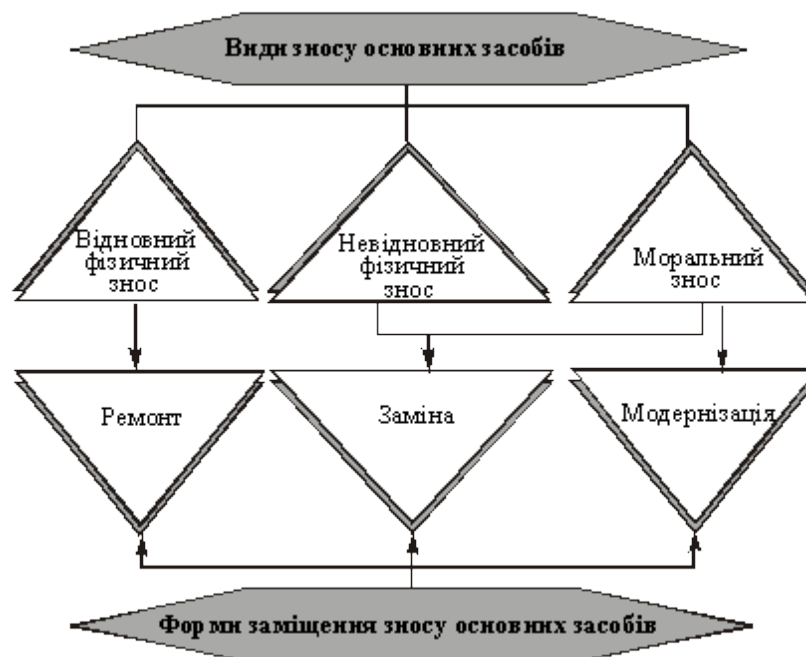 Види зносу основних засобів
Відновний
фізичний
знос
Невідновний
фізичний
знос
Моральний
знос
Ремонт
Заміна
Модернізація
Форми заміщення зносу основних засобів